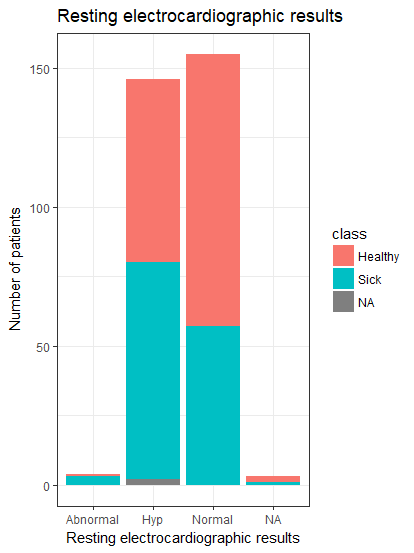 Resting electrocardiographic results
Number of patients
150
100
50
0
Abnormal Hyp Normal NA
Resting electrocardiographic results
class
Healthy
Sick
NA